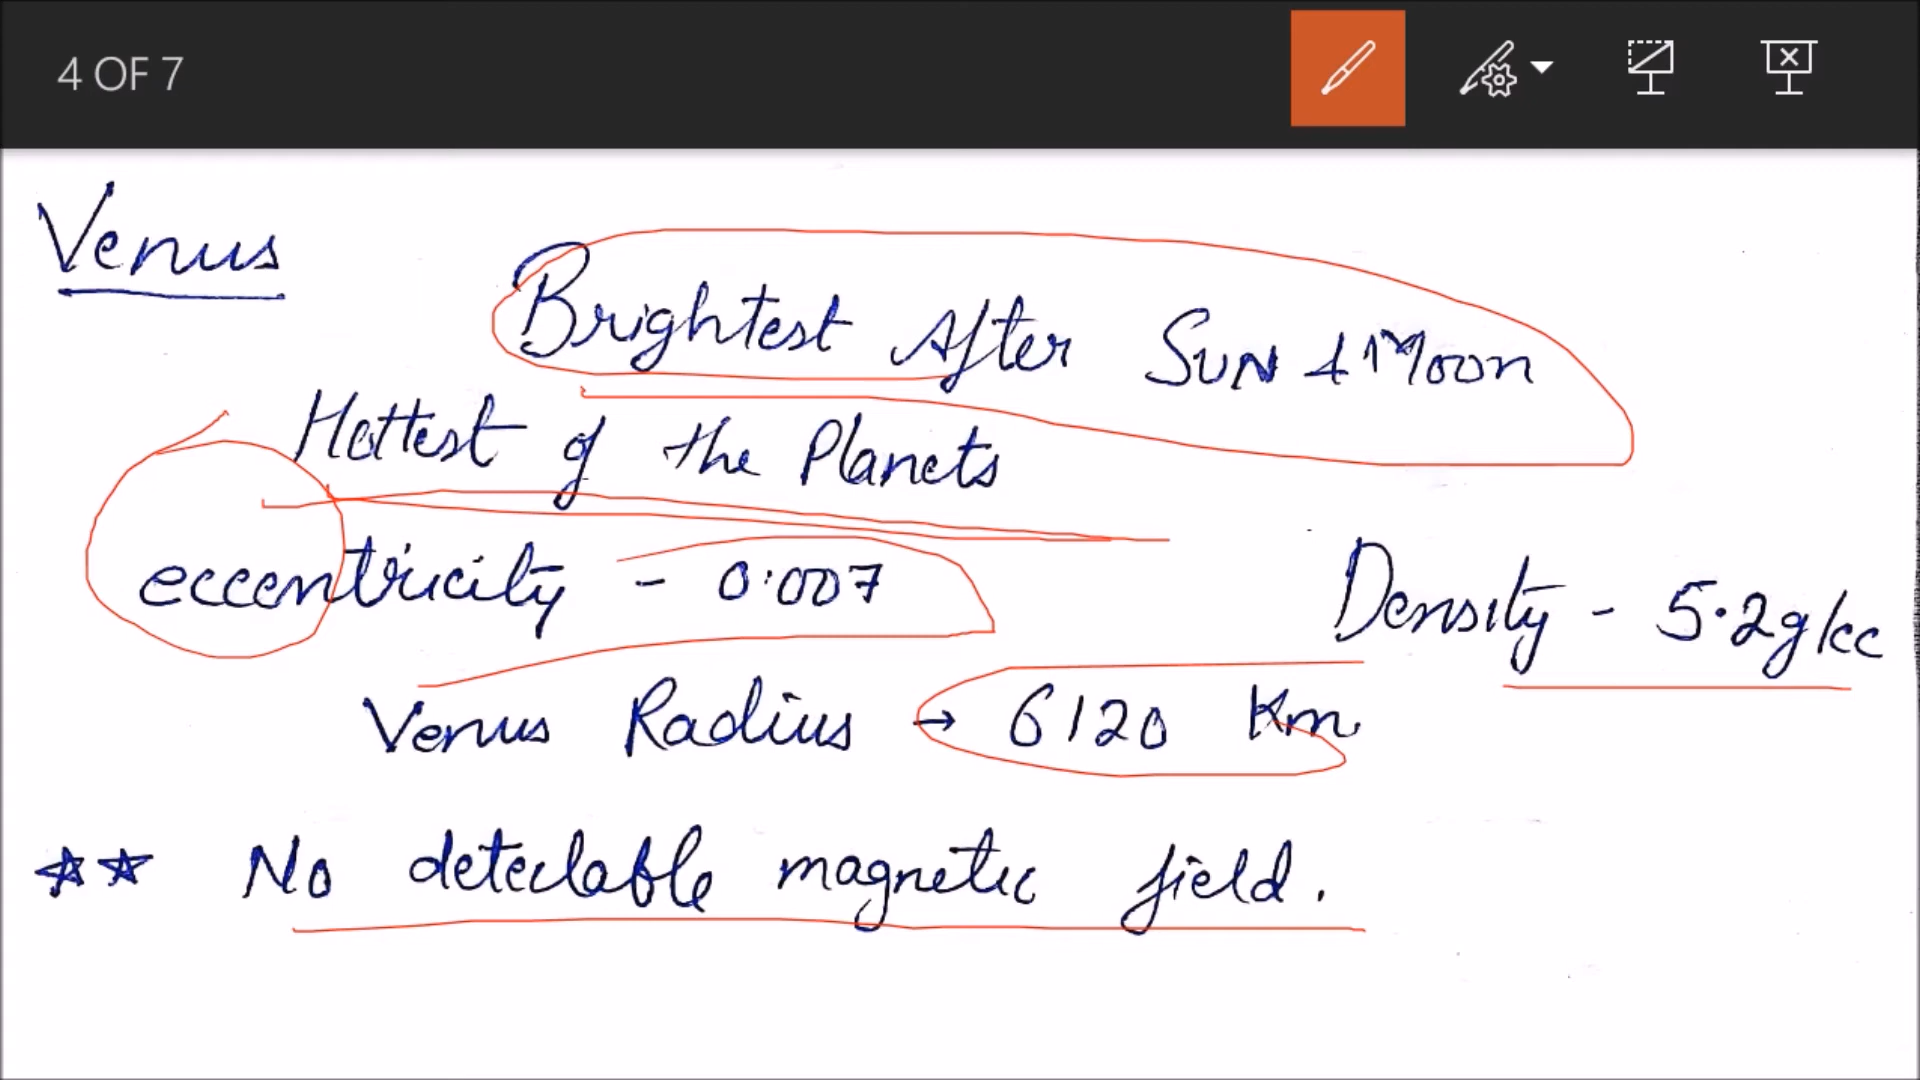 4 OF 7
Venus
Brightest After SUN & Moon
Hottest of the Planets
eccentricity - 0.007
Density - 5.2g/cc
Venus Radius → 6120 Km
☆☆ No detectable magnetic field.